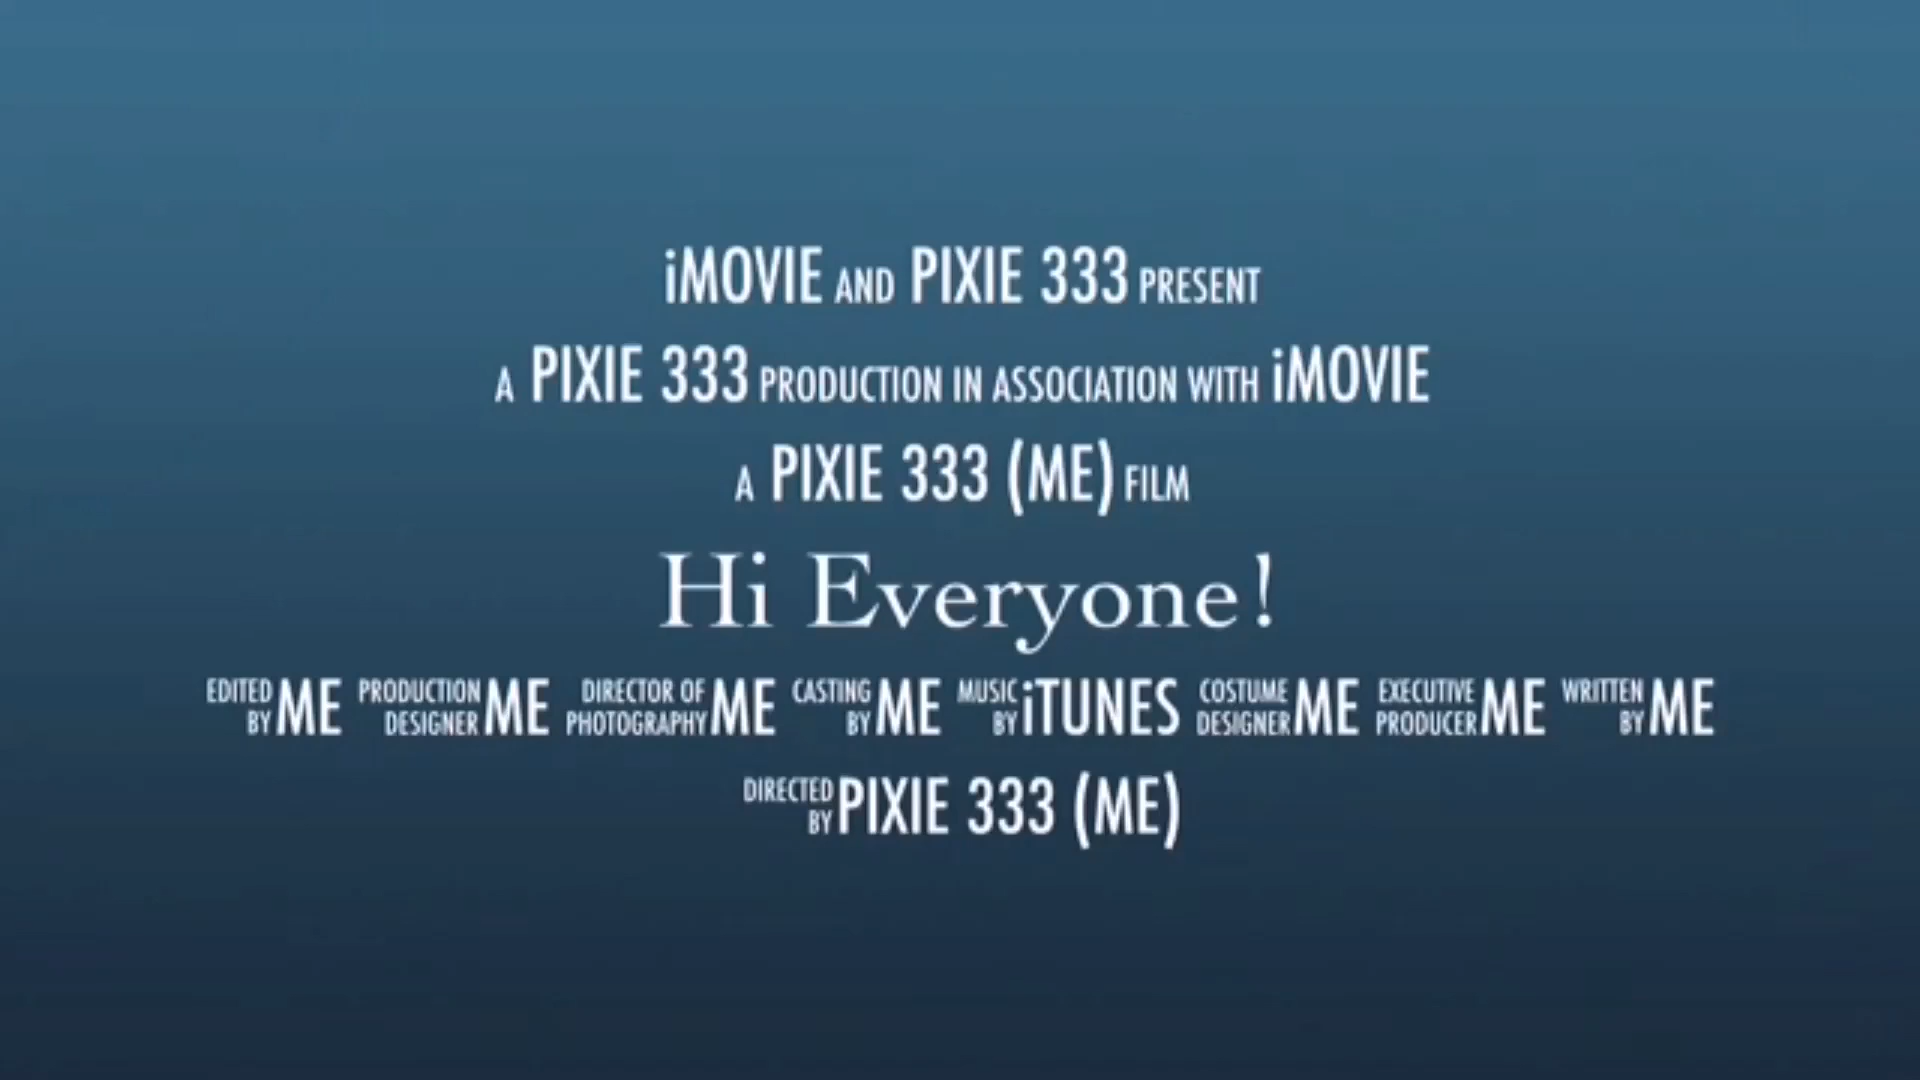 iMOVIE AND PIXIE 333 PRESENT
A PIXIE 333 PRODUCTION IN ASSOCIATION WITH iMOVIE
A PIXIE 333 (ME) FILM
Hi Everyone!
EDITED BY ME PRODUCTION DESIGNER ME DIRECTOR OF PHOTOGRAPHY ME CASTING BY ME MUSIC BY iTUNES COSTUME DESIGNER ME EXECUTIVE PRODUCER ME WRITTEN BY ME
DIRECTED BY PIXIE 333 (ME)